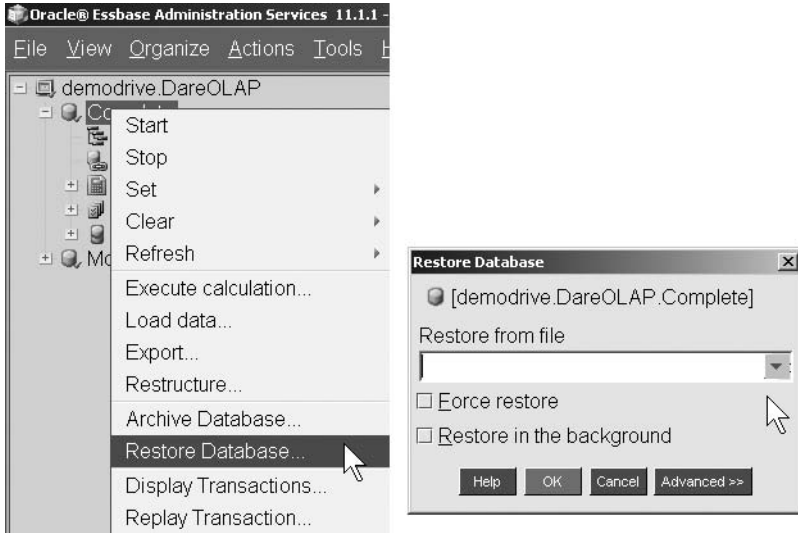 Oracle® Essbase Administration Services 11.1.1 -
File View Organize Actions Tools
demodrive.DareOLAP
Start
Stop
Set
Clear
Refresh
Execute calculation...
Load data...
Export...
Restructure...
Archive Database...
Restore Database...
Display Transactions...
Replay Transaction...
Restore Database
[demodrive.DareOLAP.Complete]
Restore from file
Force restore
Restore in the background
Help OK Cancel Advanced >>